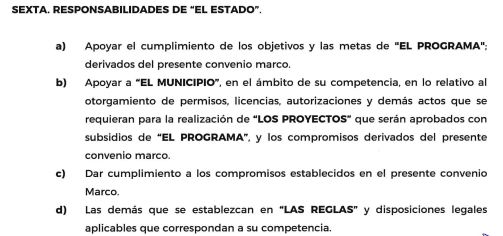 SEXTA. RESPONSABILIDADES DE "EL ESTADO".
a) Apoyar el cumplimiento de los objetivos y las metas de "EL PROGRAMA";
derivados del presente convenio marco.
b) Apoyar a "EL MUNICIPIO", en el ámbito de su competencia, en lo relativo al
otorgamiento de permisos, licencias, autorizaciones y demás actos que se
requieran para la realización de "LOS PROYECTOS" que serán aprobados con
subsidios de "EL PROGRAMA", y los compromisos derivados del presente
convenio marco.
c) Dar cumplimiento a los compromisos establecidos en el presente convenio
Marco.
d) Las demás que se establezcan en "LAS REGLAS" y disposiciones legales
aplicables que correspondan a su competencia.